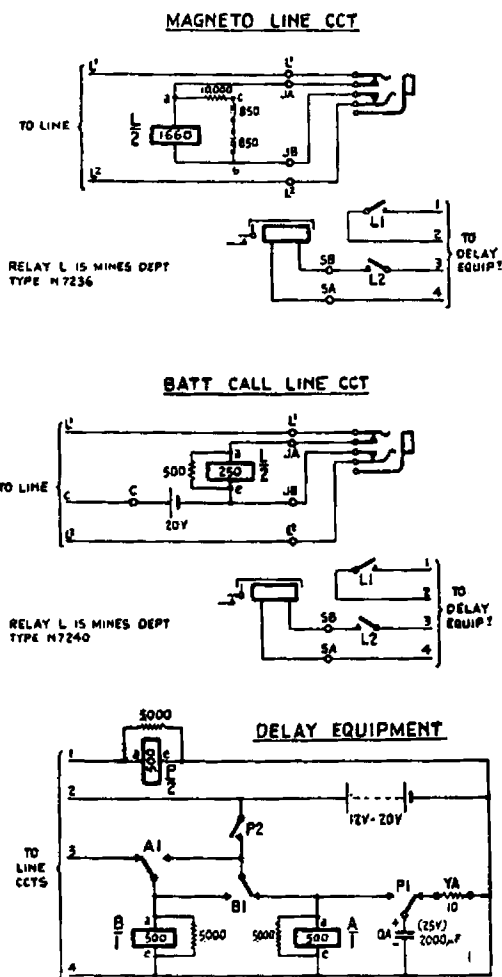 MAGNETO LINE CCT
L1
L1
JA
a
10,000
c
850
850
TO LINE
L
2
1660
JB
b
L2
L2
L1
1
2
TO
DELAY
EQUIPT
SB
L2
3
SA
4
RELAY L IS MINES DEPT
TYPE N7236
BATT CALL LINE CCT
L1
L1
JA
a
500
250
L
2
e
TO LINE
C
C
20V
JB
L2
L2
L1
1
2
TO
DELAY
EQUIPT
SB
L2
3
SA
4
RELAY L IS MINES DEPT
TYPE N7240
DELAY EQUIPMENT
5000
1
a
500
e
P
2
2
12V-20V
P2
TO
LINE
CCTS
3
A1
B1
P1
YA
10
B
1
a
500
5000
c
5000
a
500
c
A
1
QA
+
(25V)
2000μF
4
1